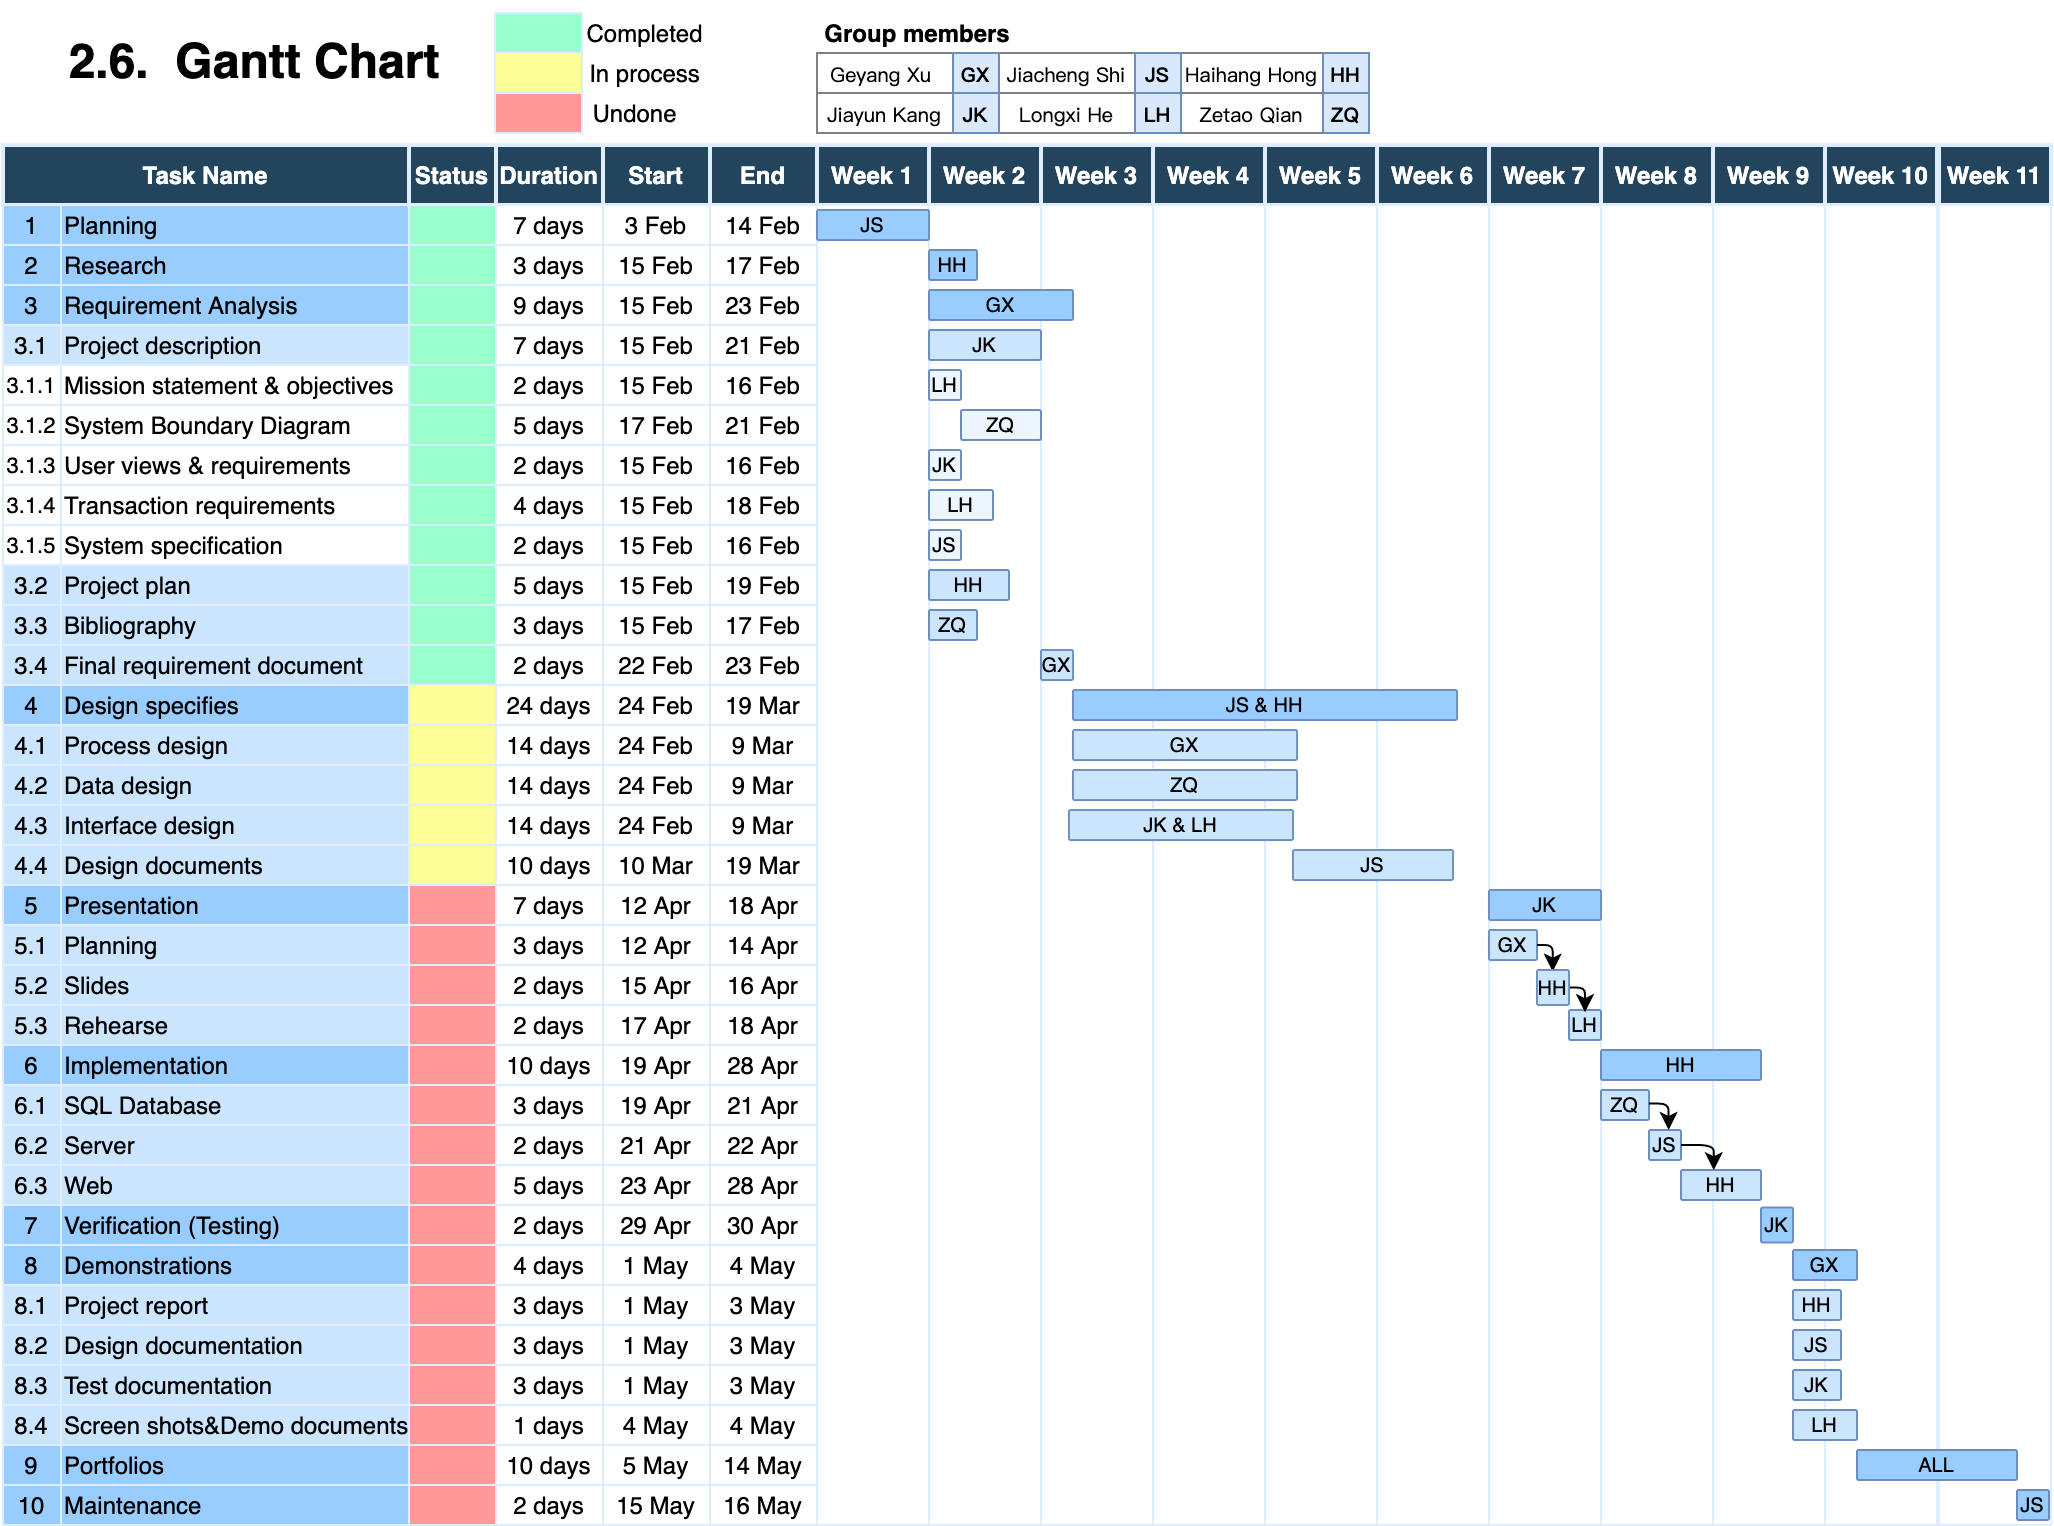 2.6. Gantt Chart
Completed
In process
Undone
Group members
Geyang Xu GX Jiacheng Shi JS Haihang Hong HH
Jiayun Kang JK Longxi He LH Zetao Qian ZQ
Task Name Status Duration Start End Week 1 Week 2 Week 3 Week 4 Week 5 Week 6 Week 7 Week 8 Week 9 Week 10 Week 11
1 Planning 7 days 3 Feb 14 Feb JS
2 Research 3 days 15 Feb 17 Feb HH
3 Requirement Analysis 9 days 15 Feb 23 Feb GX
3.1 Project description 7 days 15 Feb 21 Feb JK
3.1.1 Mission statement & objectives 2 days 15 Feb 16 Feb LH
3.1.2 System Boundary Diagram 5 days 17 Feb 21 Feb ZQ
3.1.3 User views & requirements 2 days 15 Feb 16 Feb JK
3.1.4 Transaction requirements 4 days 15 Feb 18 Feb LH
3.1.5 System specification 2 days 15 Feb 16 Feb JS
3.2 Project plan 5 days 15 Feb 19 Feb HH
3.3 Bibliography 3 days 15 Feb 17 Feb ZQ
3.4 Final requirement document 2 days 22 Feb 23 Feb GX
4 Design specifies 24 days 24 Feb 19 Mar JS & HH
4.1 Process design 14 days 24 Feb 9 Mar GX
4.2 Data design 14 days 24 Feb 9 Mar ZQ
4.3 Interface design 14 days 24 Feb 9 Mar JK & LH
4.4 Design documents 10 days 10 Mar 19 Mar JS
5 Presentation 7 days 12 Apr 18 Apr JK
5.1 Planning 3 days 12 Apr 14 Apr GX
5.2 Slides 2 days 15 Apr 16 Apr HH
5.3 Rehearse 2 days 17 Apr 18 Apr LH
6 Implementation 10 days 19 Apr 28 Apr HH
6.1 SQL Database 3 days 19 Apr 21 Apr ZQ
6.2 Server 2 days 21 Apr 22 Apr JS
6.3 Web 5 days 23 Apr 28 Apr HH
7 Verification (Testing) 2 days 29 Apr 30 Apr JK
8 Demonstrations 4 days 1 May 4 May GX
8.1 Project report 3 days 1 May 3 May HH
8.2 Design documentation 3 days 1 May 3 May JS
8.3 Test documentation 3 days 1 May 3 May JK
8.4 Screen shots&Demo documents 1 days 4 May 4 May LH
9 Portfolios 10 days 5 May 14 May ALL
10 Maintenance 2 days 15 May 16 May JS